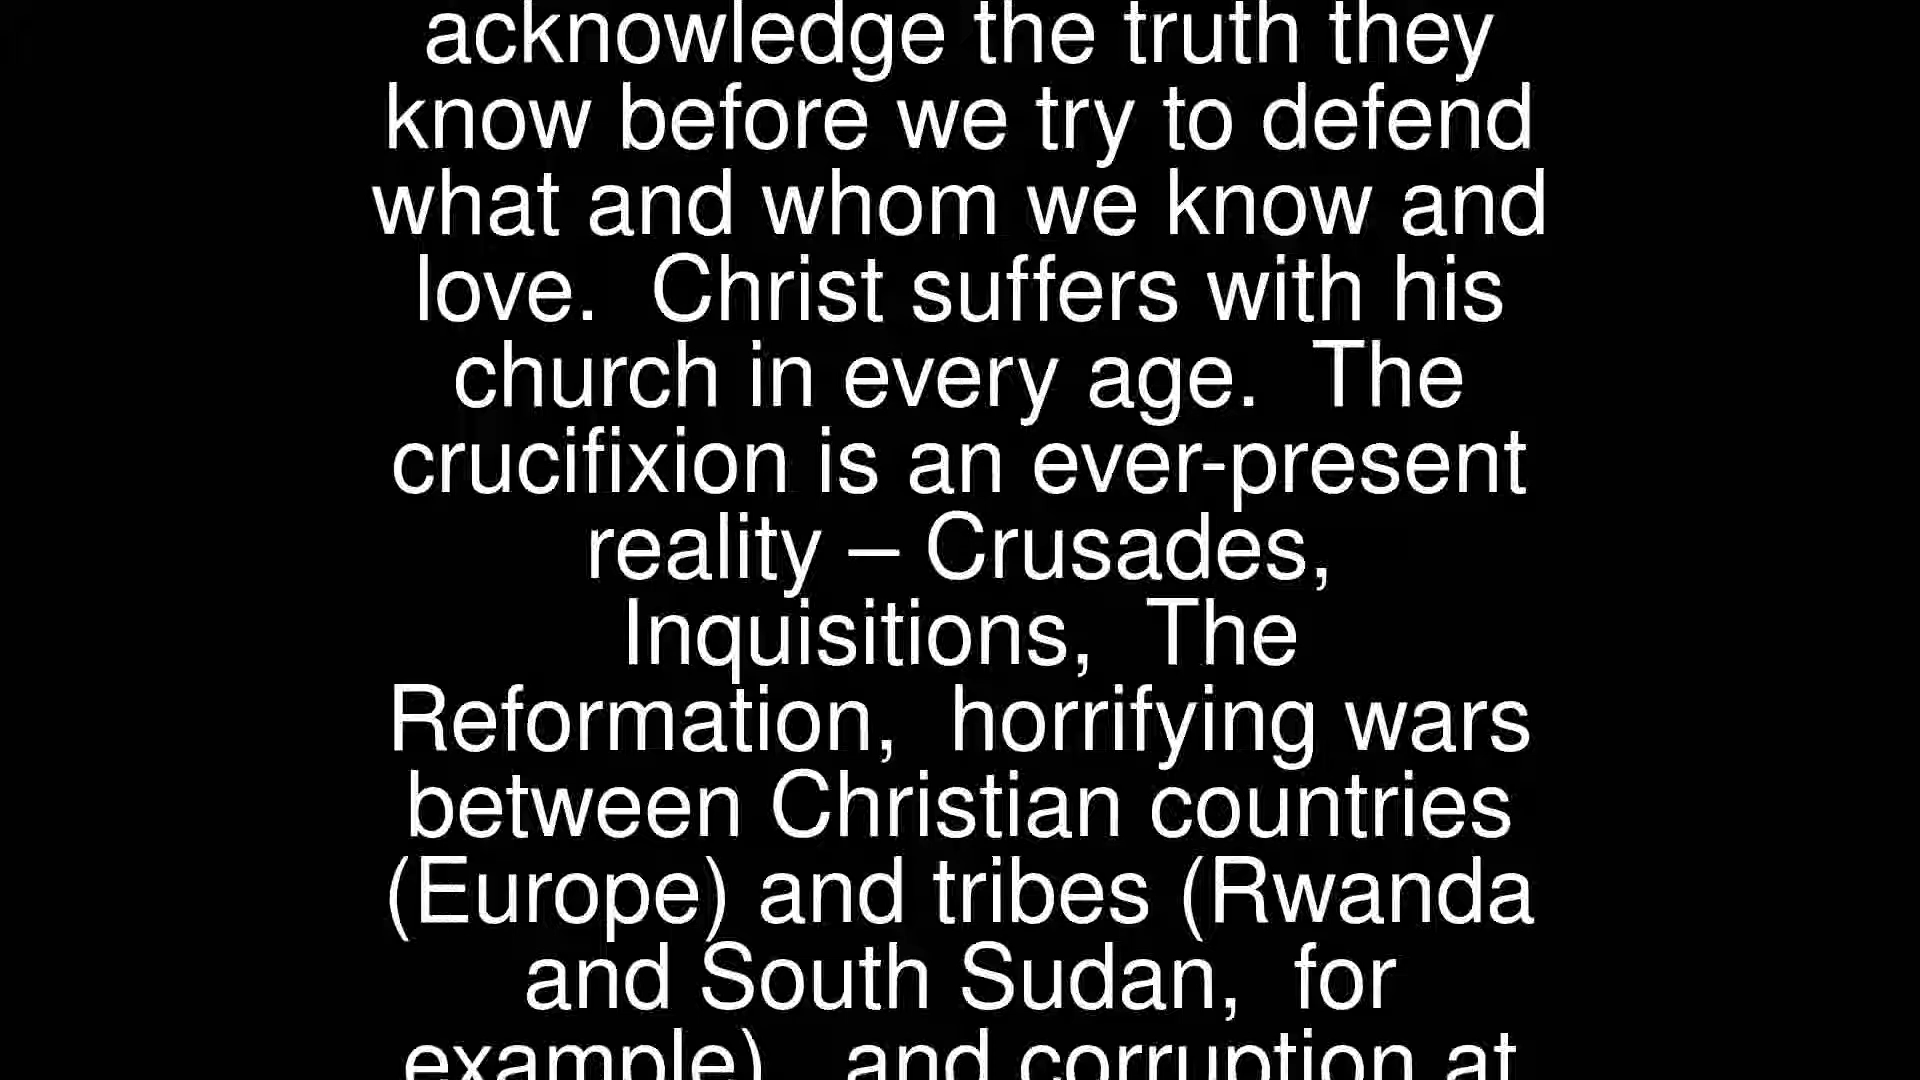 acknowledge the truth they
know before we try to defend
what and whom we know and
love.  Christ suffers with his
church in every age.  The
crucifixion is an ever-present
reality – Crusades,
Inquisitions,  The
Reformation,  horrifying wars
between Christian countries
(Europe) and tribes (Rwanda
and South Sudan,  for
example)  and corruption at